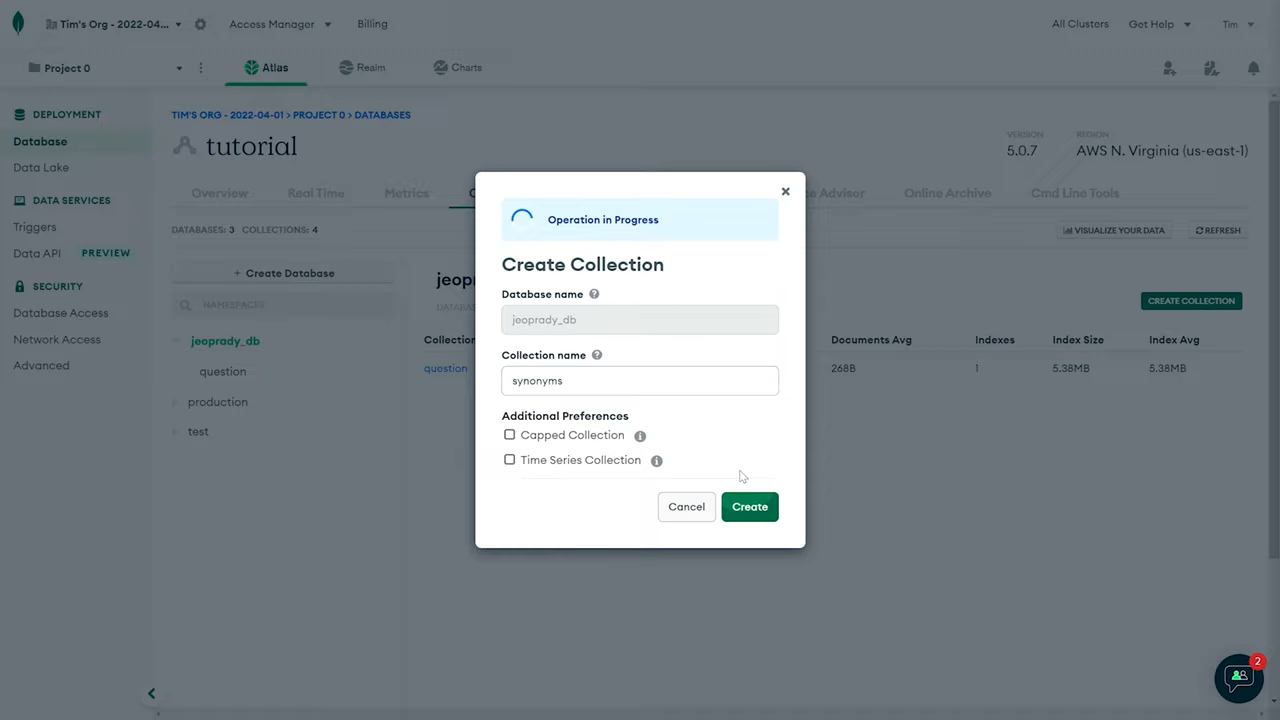 Tim's Org - 2022-04...
Access Manager
Billing
All Clusters
Get Help
Tim
Project 0
Atlas
Realm
Charts
DEPLOYMENT
Database
Data Lake
DATA SERVICES
Triggers
Data API PREVIEW
SECURITY
Database Access
Network Access
Advanced
TIM'S ORG - 2022-04-01 > PROJECT 0 > DATABASES
tutorial
VERSION
5.0.7
REGION
AWS N. Virginia (us-east-1)
Overview
Real Time
Metrics
Advisor
Online Archive
Cmd Line Tools
DATABASES: 3 COLLECTIONS: 4
VISUALIZE YOUR DATA
REFRESH
+ Create Database
NAMESPACES
jeoprady_db
question
production
test
CREATE COLLECTION
Documents Avg
Indexes
Index Size
Index Avg
question
268B
1
5.38MB
5.38MB
Operation in Progress
Create Collection
Database name
jeoprady_db
Collection name
synonyms
Additional Preferences
Capped Collection
Time Series Collection
Cancel
Create
2